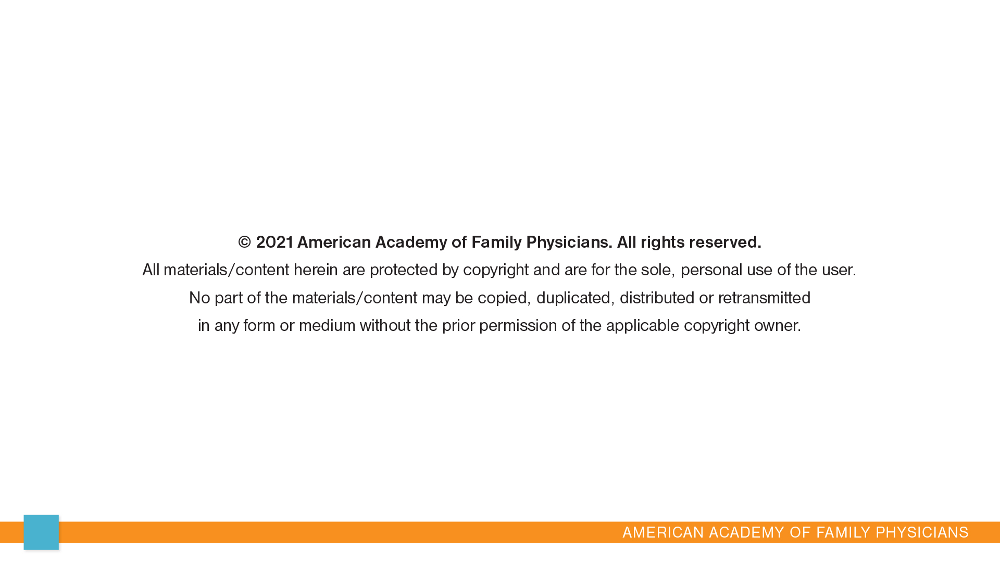 © 2021 American Academy of Family Physicians. All rights reserved.
All materials/content herein are protected by copyright and are for the sole, personal use of the user.
No part of the materials/content may be copied, duplicated, distributed or retransmitted
in any form or medium without the prior permission of the applicable copyright owner.
AMERICAN ACADEMY OF FAMILY PHYSICIANS